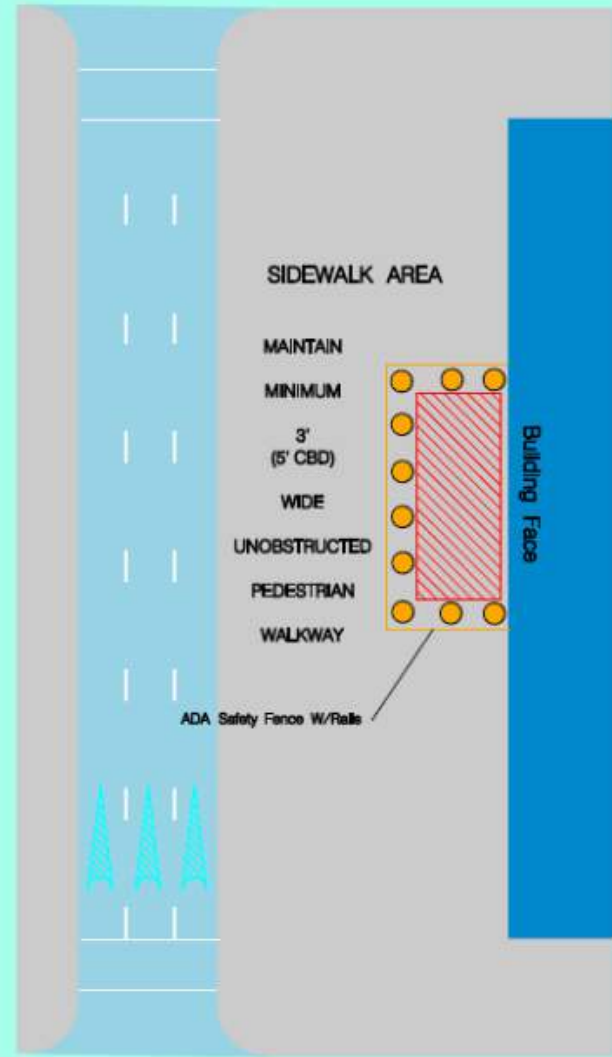 SIDEWALK AREA
MAINTAIN
MINIMUM
3'
(5' CBD)
WIDE
UNOBSTRUCTED
PEDESTRIAN
WALKWAY
Building Face
ADA Safety Fence W/Rails